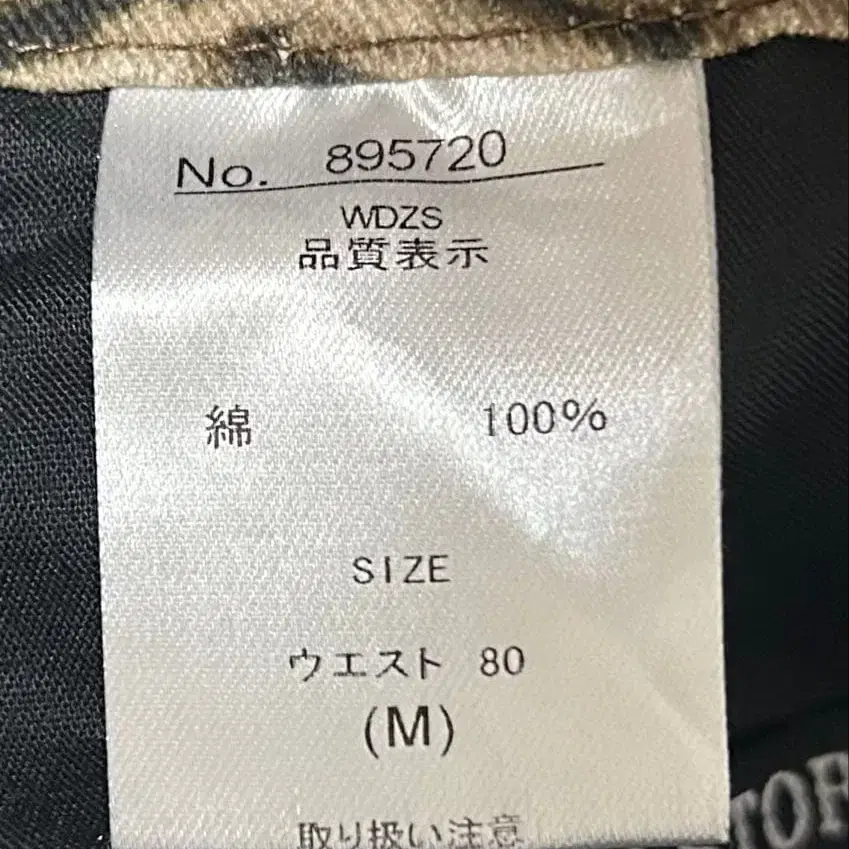 No. 895720
WDZS
品質表示
綿 100%
SIZE
ウエスト 80
(M)
取り扱い注意
TOR